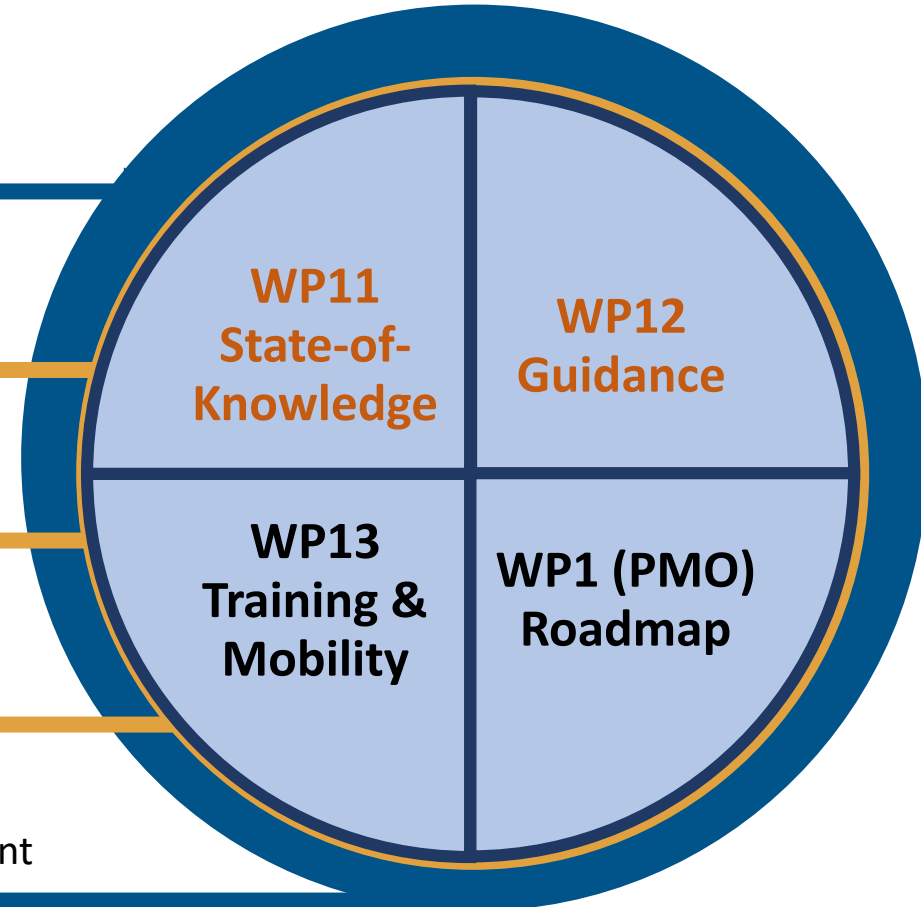 WP11
State-of-
Knowledge
WP12
Guidance
WP13
Training &
Mobility
WP1 (PMO)
Roadmap
nt